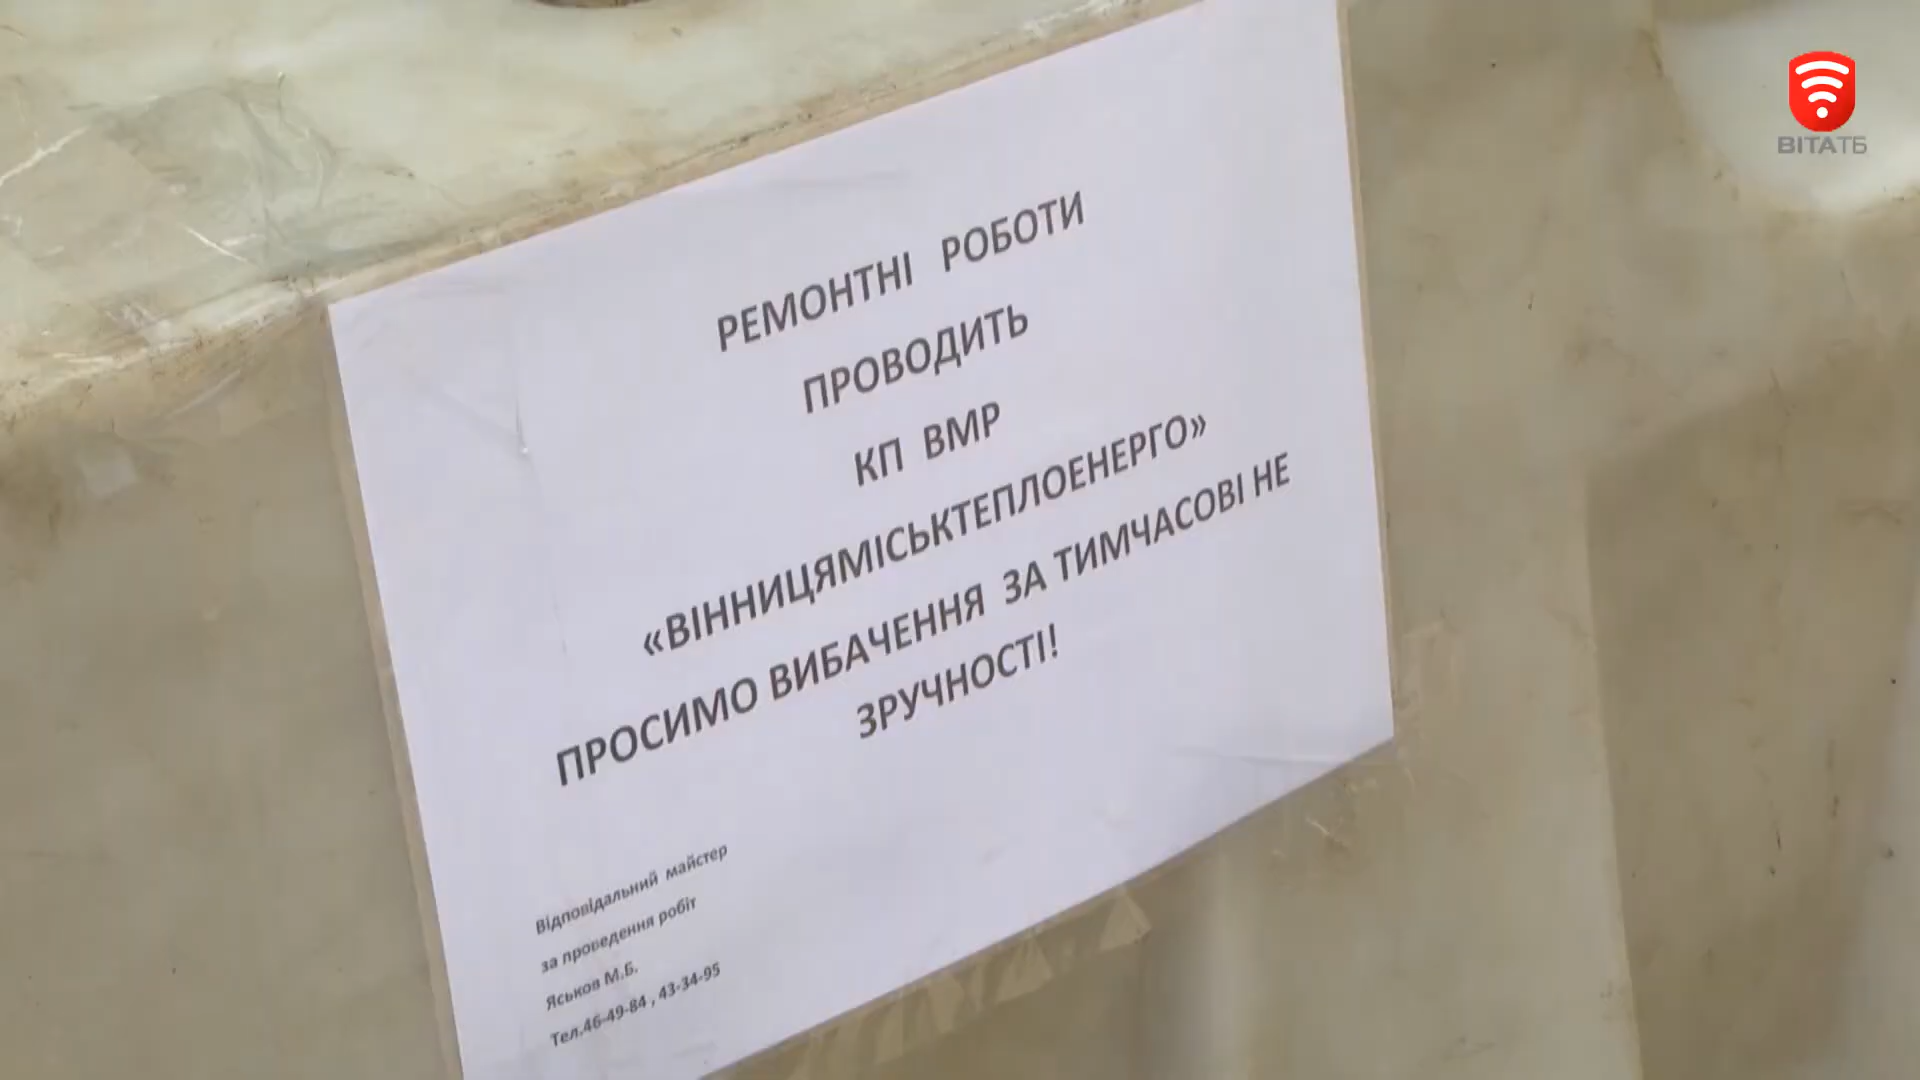 ВІТАТБ
РЕМОНТНІ РОБОТИ
ПРОВОДИТЬ
КП ВМР
«ВІННИЦЯМІСЬКТЕПЛОЕНЕРГО»
ПРОСИМО ВИБАЧЕННЯ ЗА ТИМЧАСОВІ НЕ
ЗРУЧНОСТІ!
Відповідальний майстер
за проведення робіт
Яськов М.Б.
Тел.46-49-84 , 43-34-95